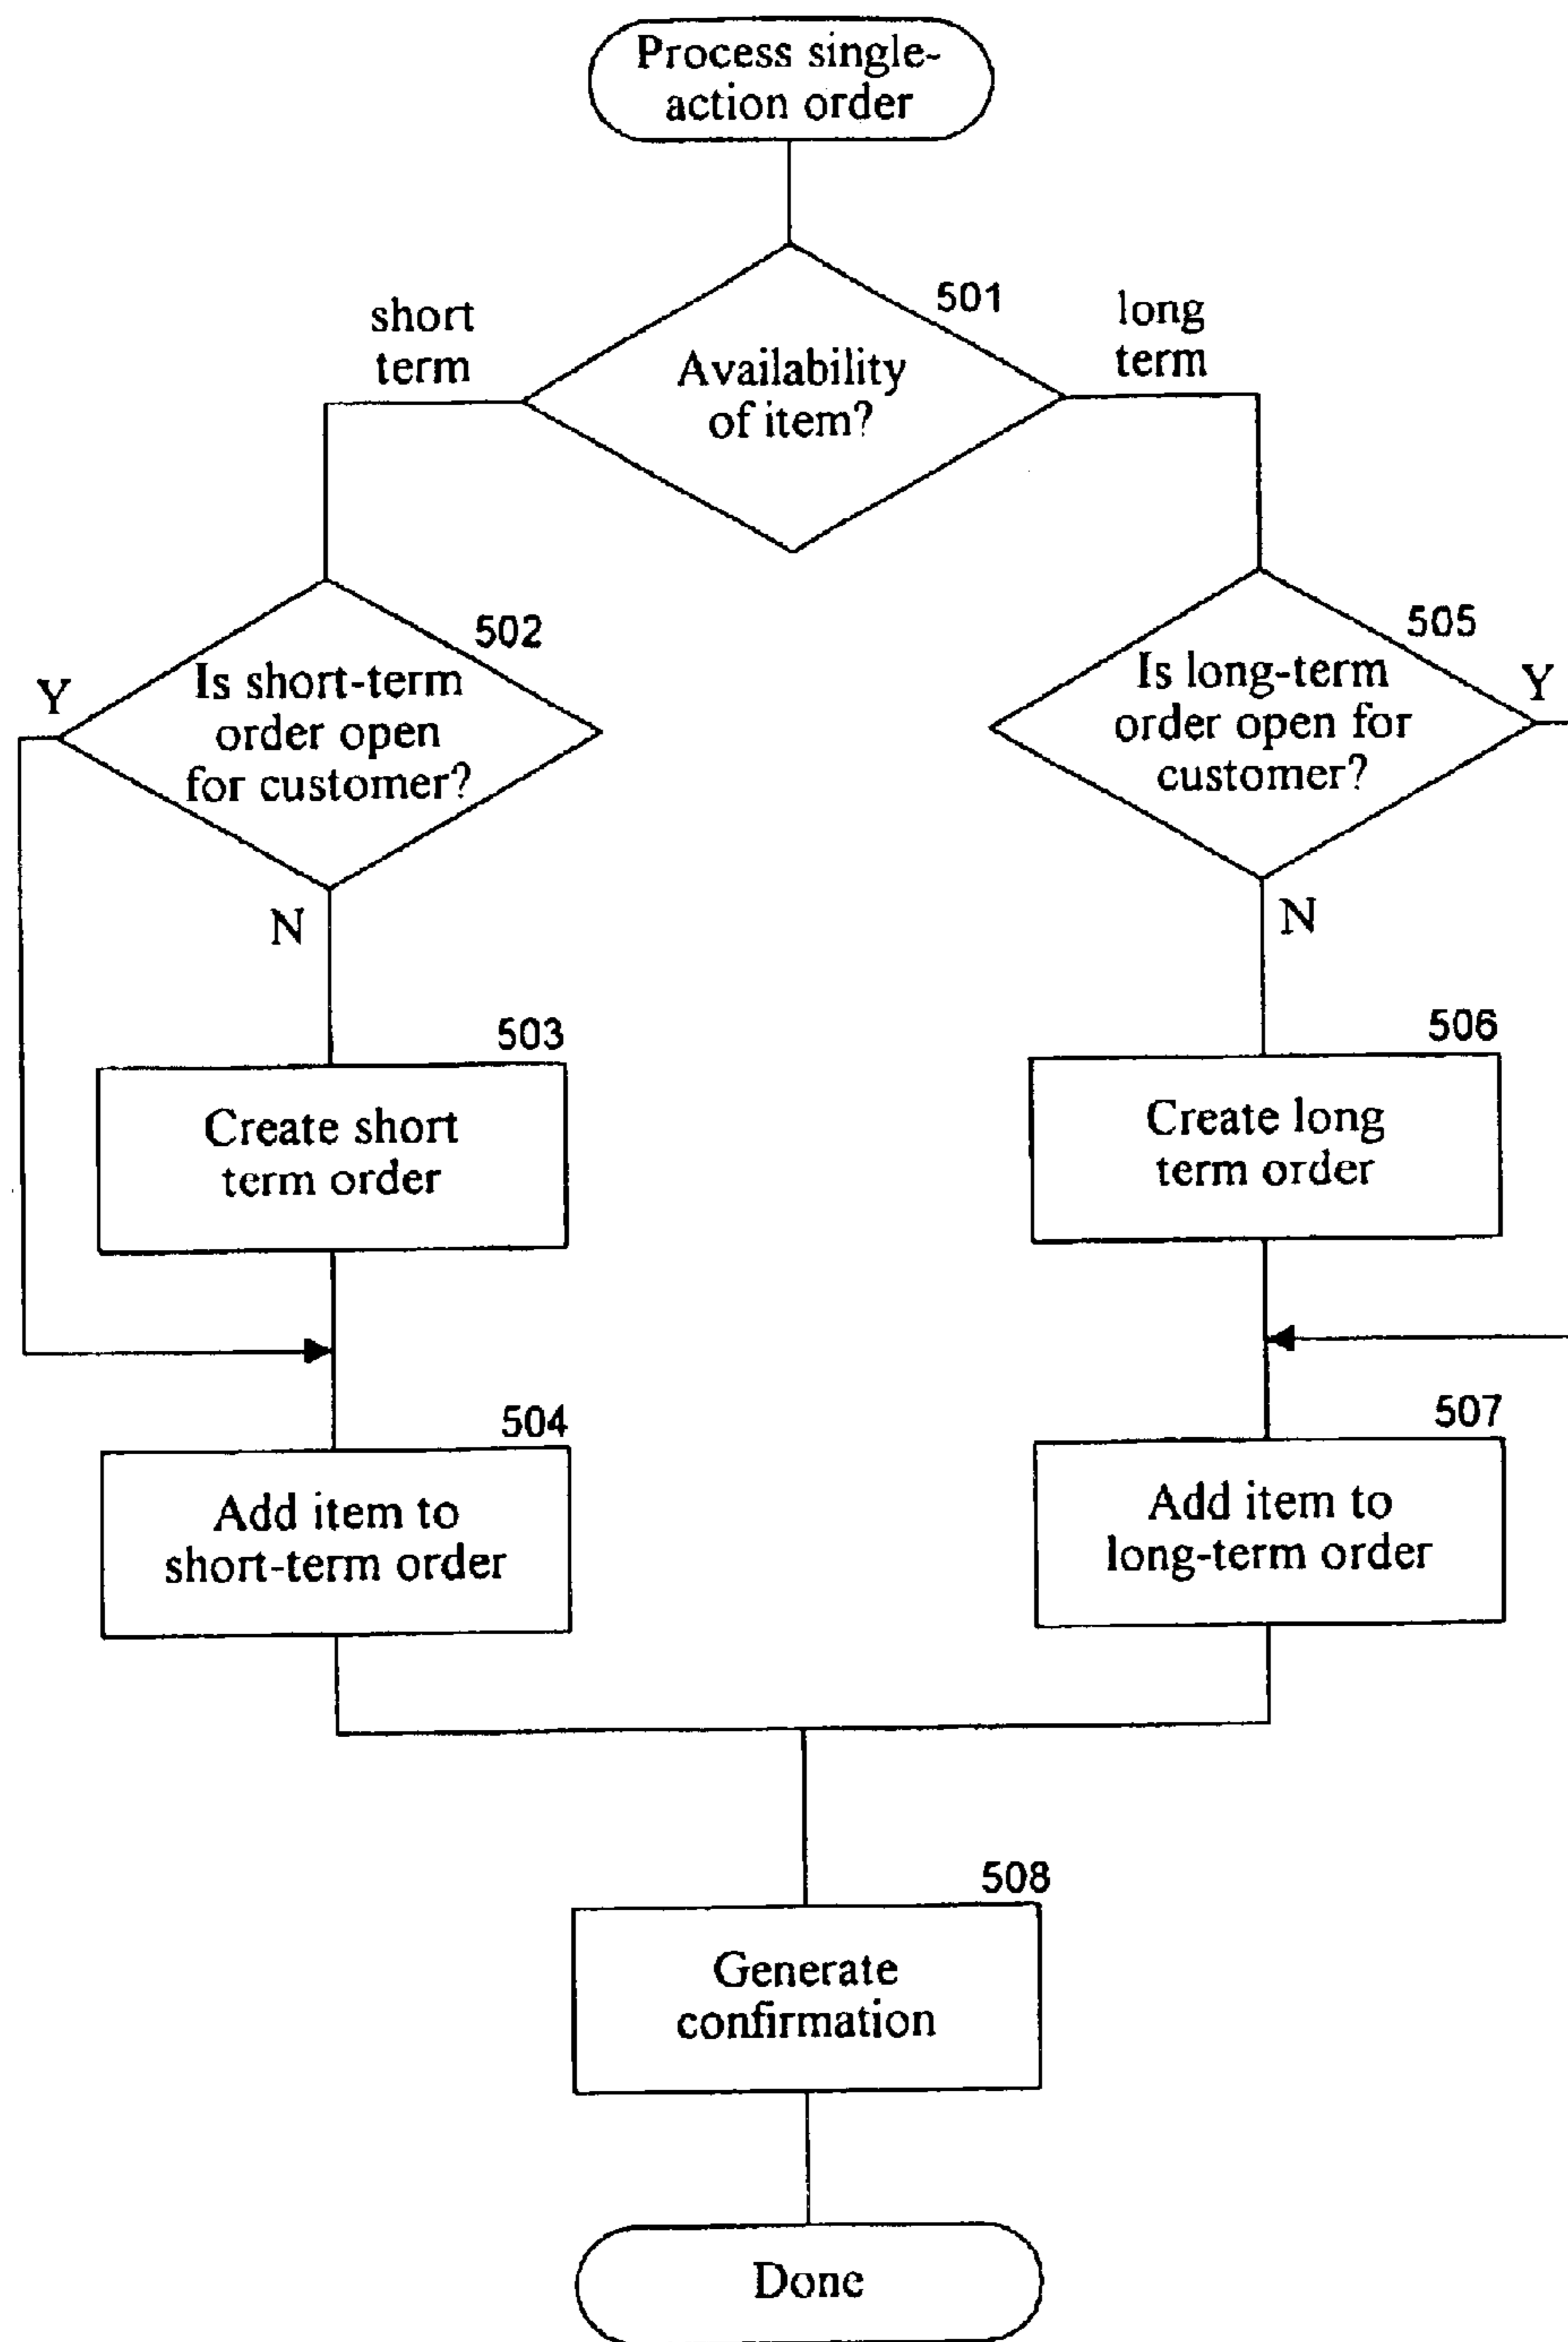 Process single-
action order
501
short
term
long
term
Availability
of item?
502
Y
Is short-term
order open
for customer?
N
505
Y
Is long-term
order open for
customer?
N
503
Create short
term order
506
Create long
term order
504
Add item to
short-term order
507
Add item to
long-term order
508
Generate
confirmation
Done